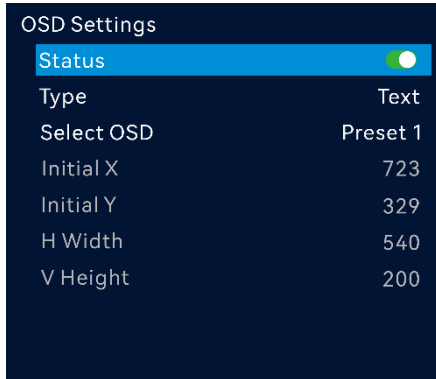 OSD Settings
Status
Type Text
Select OSD Preset 1
Initial X 723
Initial Y 329
H Width 540
V Height 200